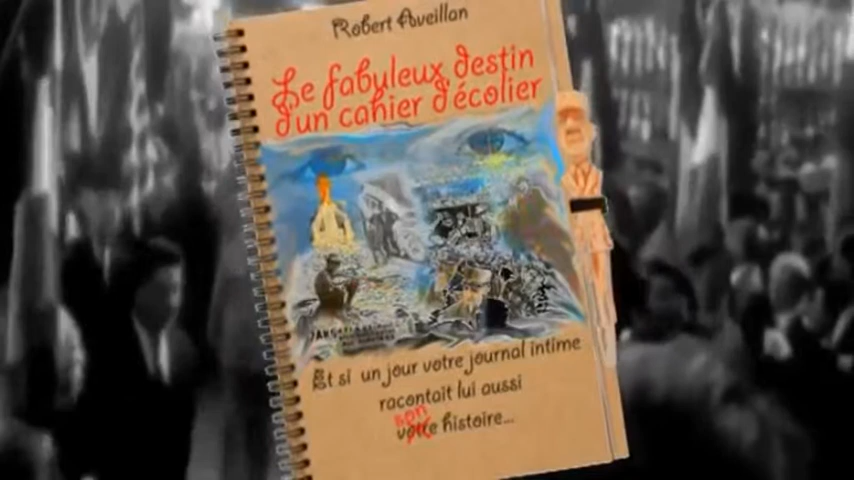 Robert Aveillan
Le fabuleux destin
d'un cahier d'écolier
Et si un jour votre journal intime
racontait lui aussi
son
votre histoire...